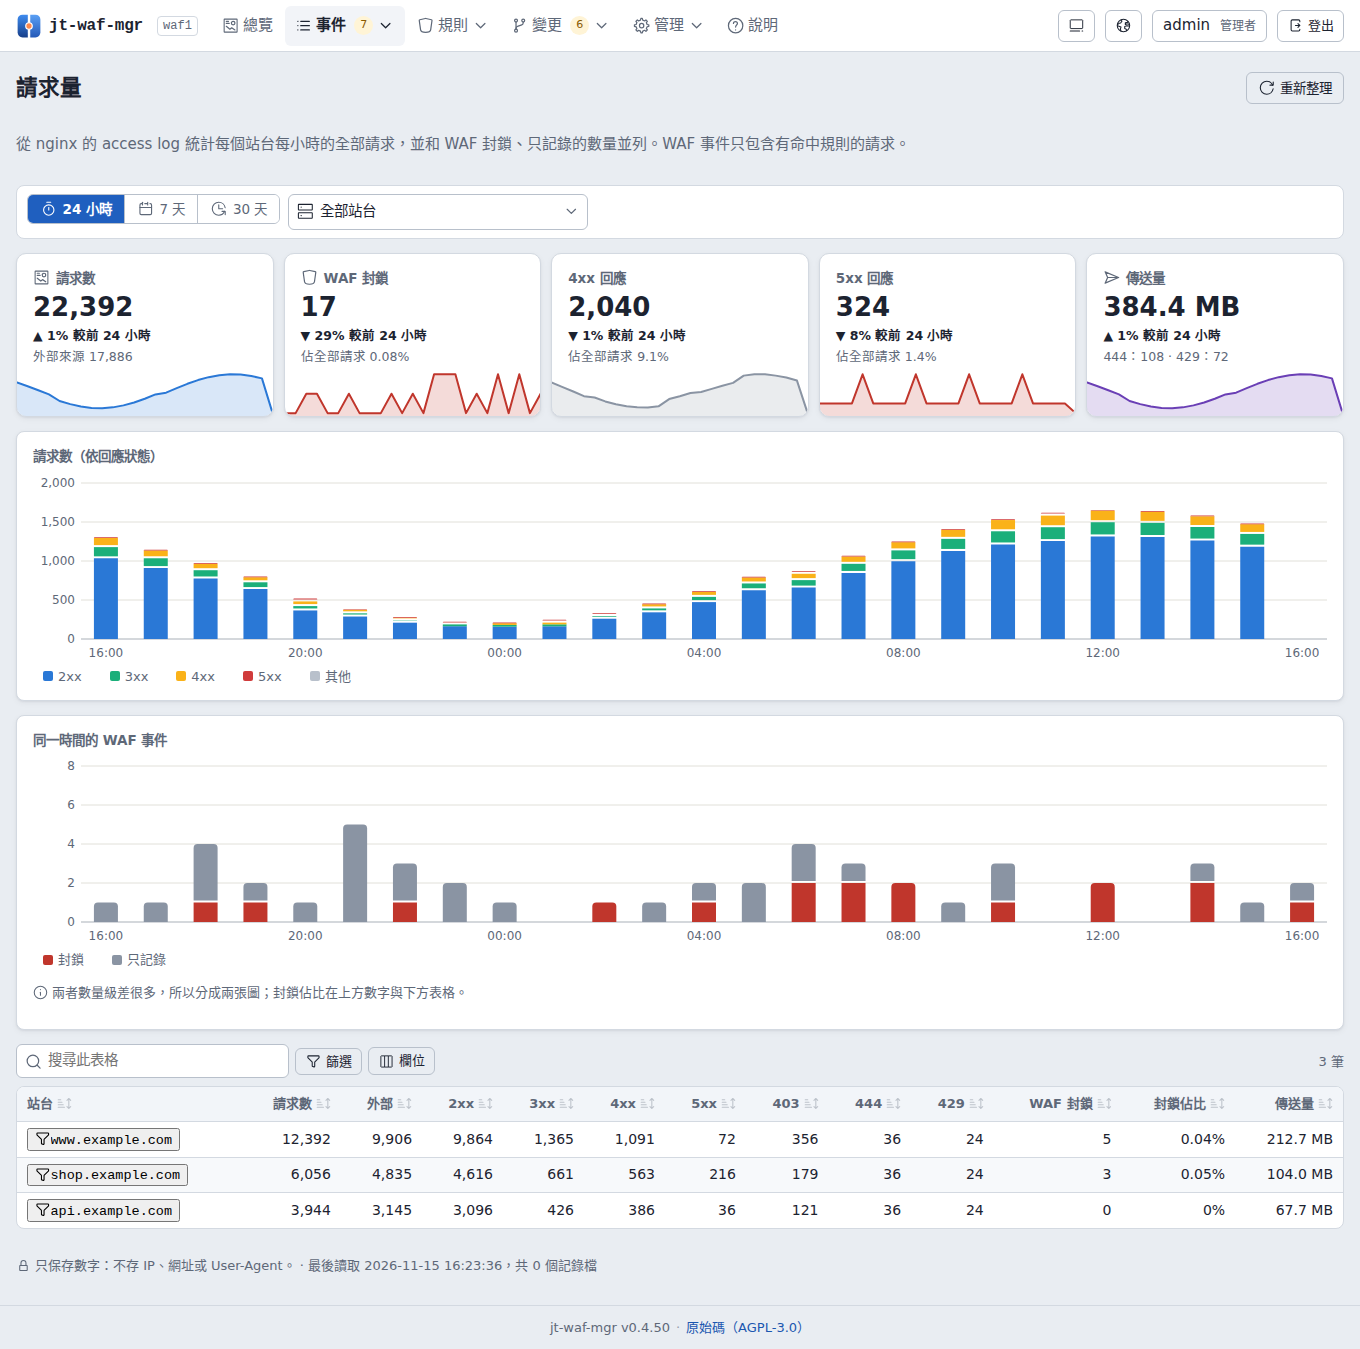 jt-waf-mgr waf1 總覽 事件 7 規則 變更 6 管理 說明 admin 管理者 登出
請求量 重新整理
從 nginx 的 access log 統計每個站台每小時的全部請求，並和 WAF 封鎖、只記錄的數量並列。WAF 事件只包含有命中規則的請求。
24 小時 7 天 30 天 全部站台
請求數 WAF 封鎖 4xx 回應 5xx 回應 傳送量
22,392 17 2,040 324 384.4 MB
▲ 1% 較前 24 小時 ▼ 29% 較前 24 小時 ▼ 1% 較前 24 小時 ▼ 8% 較前 24 小時 ▲ 1% 較前 24 小時
外部來源 17,886 佔全部請求 0.08% 佔全部請求 9.1% 佔全部請求 1.4% 444：108 · 429：72
請求數（依回應狀態）
2,000
1,500
1,000
500
0
16:00 20:00 00:00 04:00 08:00 12:00 16:00
2xx 3xx 4xx 5xx 其他
同一時間的 WAF 事件
8
6
4
2
0
16:00 20:00 00:00 04:00 08:00 12:00 16:00
封鎖 只記錄
兩者數量級差很多，所以分成兩張圖；封鎖佔比在上方數字與下方表格。
搜尋此表格 篩選 欄位 3 筆
站台 請求數 外部 2xx 3xx 4xx 5xx 403 444 429 WAF 封鎖 封鎖佔比 傳送量
www.example.com 12,392 9,906 9,864 1,365 1,091 72 356 36 24 5 0.04% 212.7 MB
shop.example.com 6,056 4,835 4,616 661 563 216 179 36 24 3 0.05% 104.0 MB
api.example.com 3,944 3,145 3,096 426 386 36 121 36 24 0 0% 67.7 MB
只保存數字：不存 IP、網址或 User-Agent。 · 最後讀取 2026-11-15 16:23:36，共 0 個記錄檔
jt-waf-mgr v0.4.50 · 原始碼（AGPL-3.0）